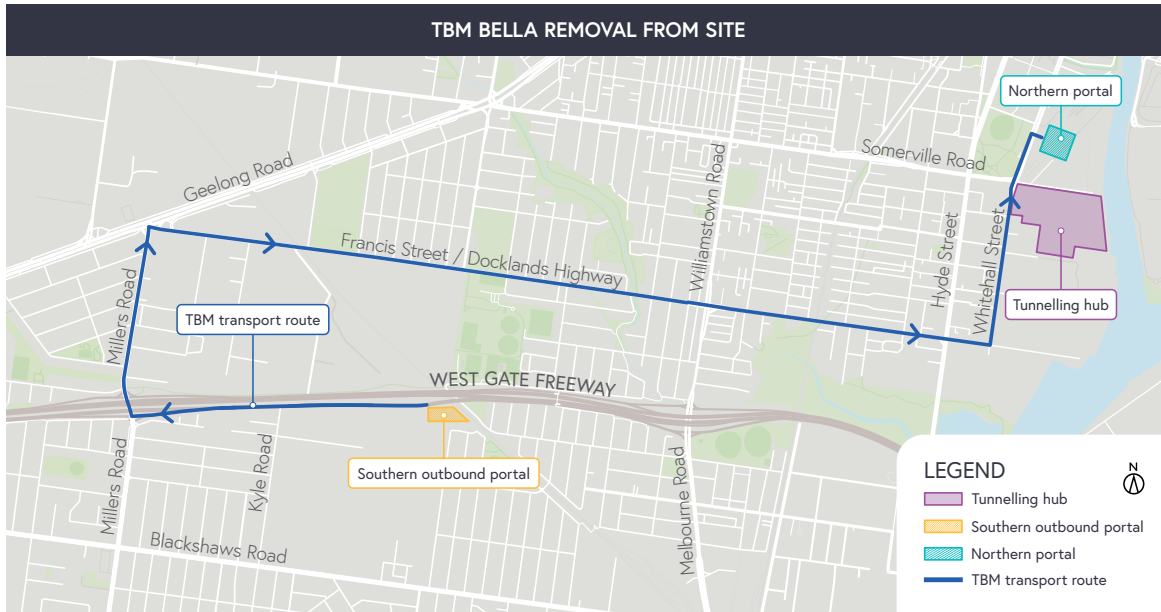 TBM BELLA REMOVAL FROM SITE
Northern portal
Somerville Road
Geelong Road
Williamstown Road
Hyde Street
Whitehall Street
Francis Street / Docklands Highway
Tunnelling hub
Millers Road
TBM transport route
WEST GATE FREEWAY
Southern outbound portal
Millers Road
Kyle Road
Melbourne Road
Blackshaws Road
LEGEND
N
Tunnelling hub
Southern outbound portal
Northern portal
TBM transport route